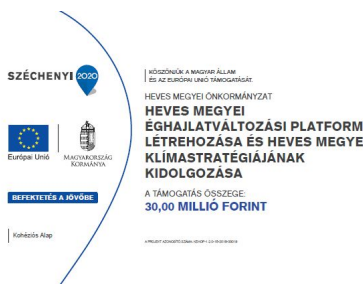 SZÉCHENYI 2020
Európai Unió
MAGYARORSZÁG
KORMÁNYA
BEFEKTETÉS A JÖVŐBE
Kohéziós Alap
KÖSZÖNJÜK A MAGYAR ÁLLAM
ÉS AZ EURÓPAI UNIÓ TÁMOGATÁSÁT.
HEVES MEGYEI ÖNKORMÁNYZAT
HEVES MEGYEI
ÉGHAJLATVÁLTOZÁSI PLATFORM
LÉTREHOZÁSA ÉS HEVES MEGYE
KLÍMASTRATÉGIÁJÁNAK
KIDOLGOZÁSA
A TÁMOGATÁS ÖSSZEGE:
30,00 MILLIÓ FORINT